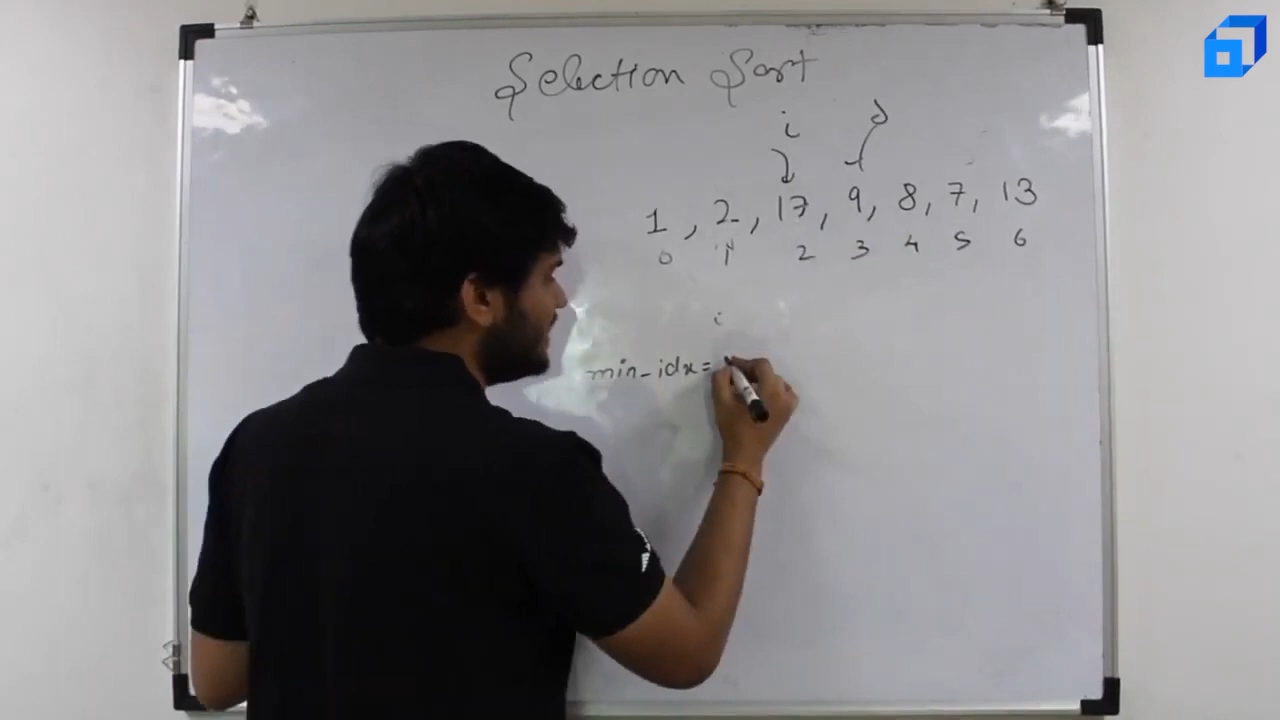 Selection Sort
i j
1 , 2 , 17 , 9 , 8 , 7 , 13
0 1 2 3 4 5 6
i
min_idx =